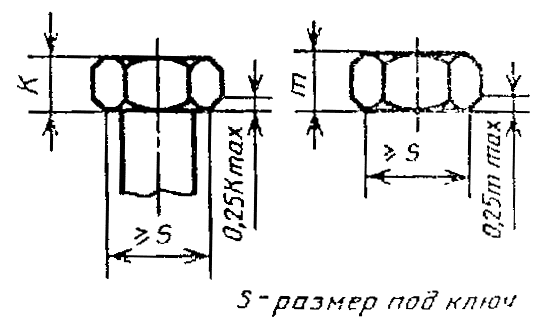 K
m
0,25Kmax
0,25m max
≥S
≥S
S - размер под ключ